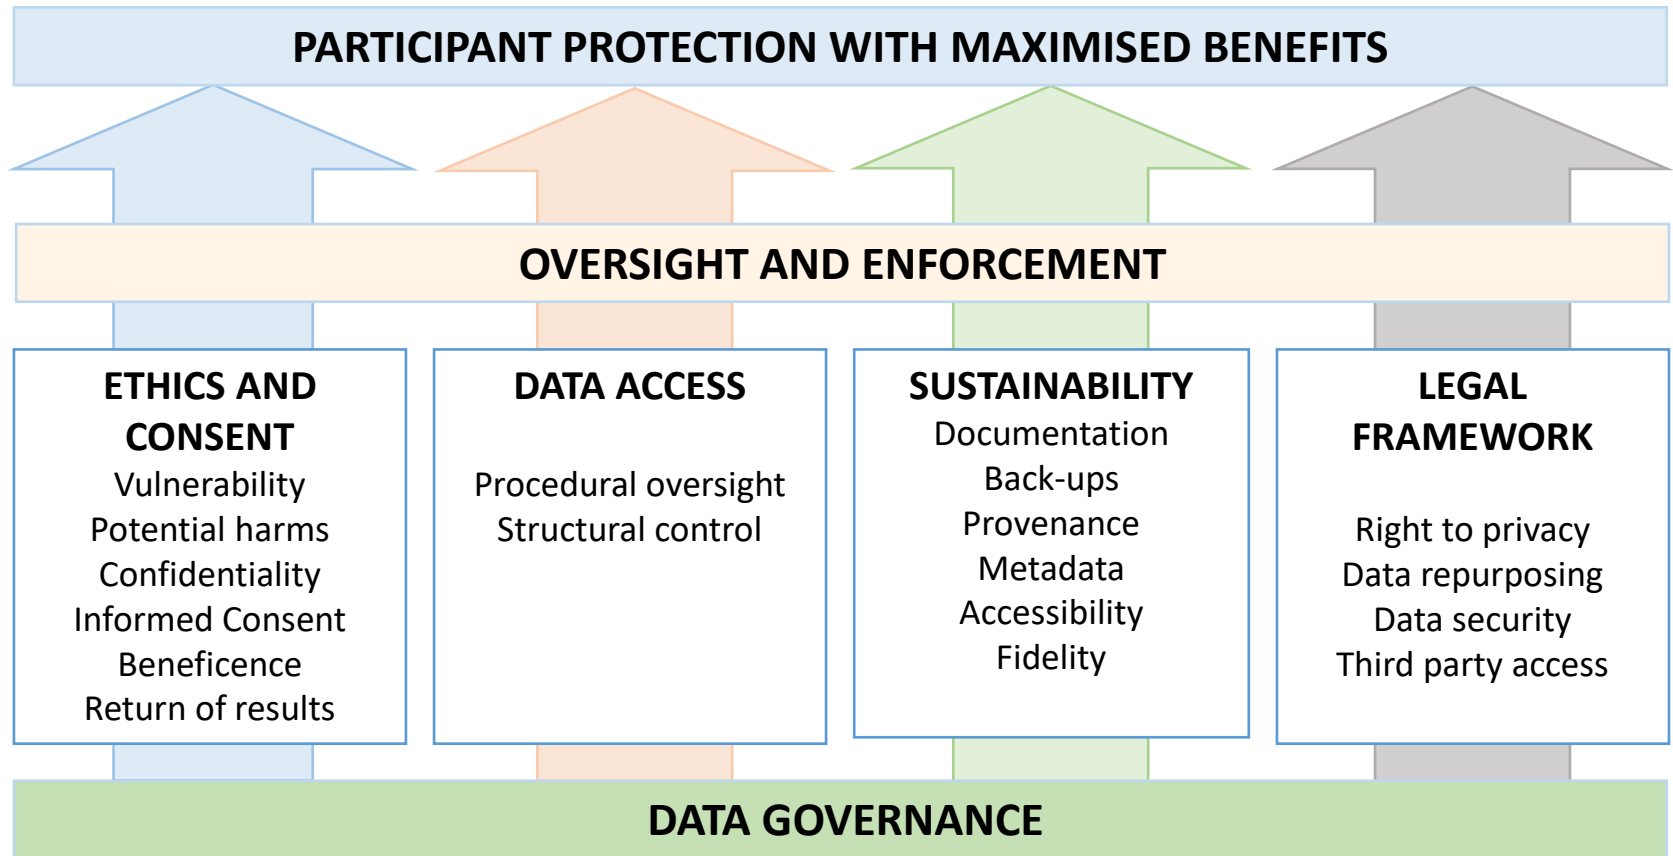 PARTICIPANT PROTECTION WITH MAXIMISED BENEFITS
OVERSIGHT AND ENFORCEMENT
ETHICS AND
CONSENT
Vulnerability
Potential harms
Confidentiality
Informed Consent
Beneficence
Return of results
DATA ACCESS
Procedural oversight
Structural control
SUSTAINABILITY
Documentation
Back-ups
Provenance
Metadata
Accessibility
Fidelity
LEGAL
FRAMEWORK
Right to privacy
Data repurposing
Data security
Third party access
DATA GOVERNANCE